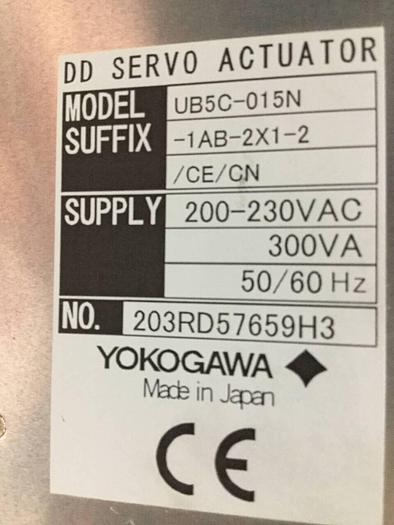 DD SERVO ACTUATOR
MODEL UB5C-015N
SUFFIX -1AB-2X1-2
/CE/CN
SUPPLY 200-230VAC
300VA
50/60 Hz
NO. 203RD57659H3
YOKOGAWA
Made in Japan
CE